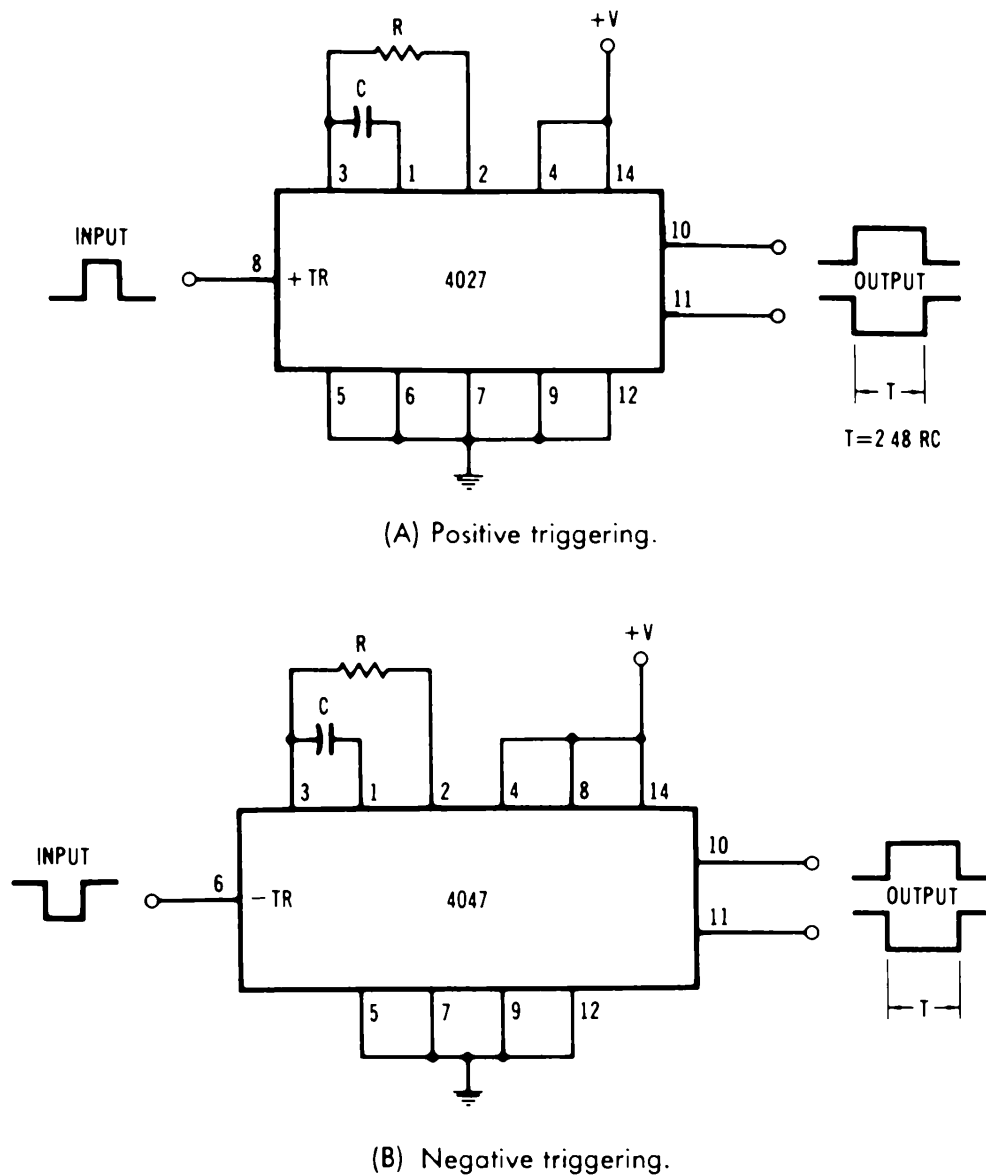 +V
R
C
3 1 2 4 14
INPUT
8 +TR 4027
10
11
OUTPUT
5 6 7 9 12
T
T=2 48 RC
(A) Positive triggering.
+V
R
C
3 1 2 4 8 14
INPUT
6 -TR 4047
10
11
OUTPUT
5 7 9 12
T
(B) Negative triggering.